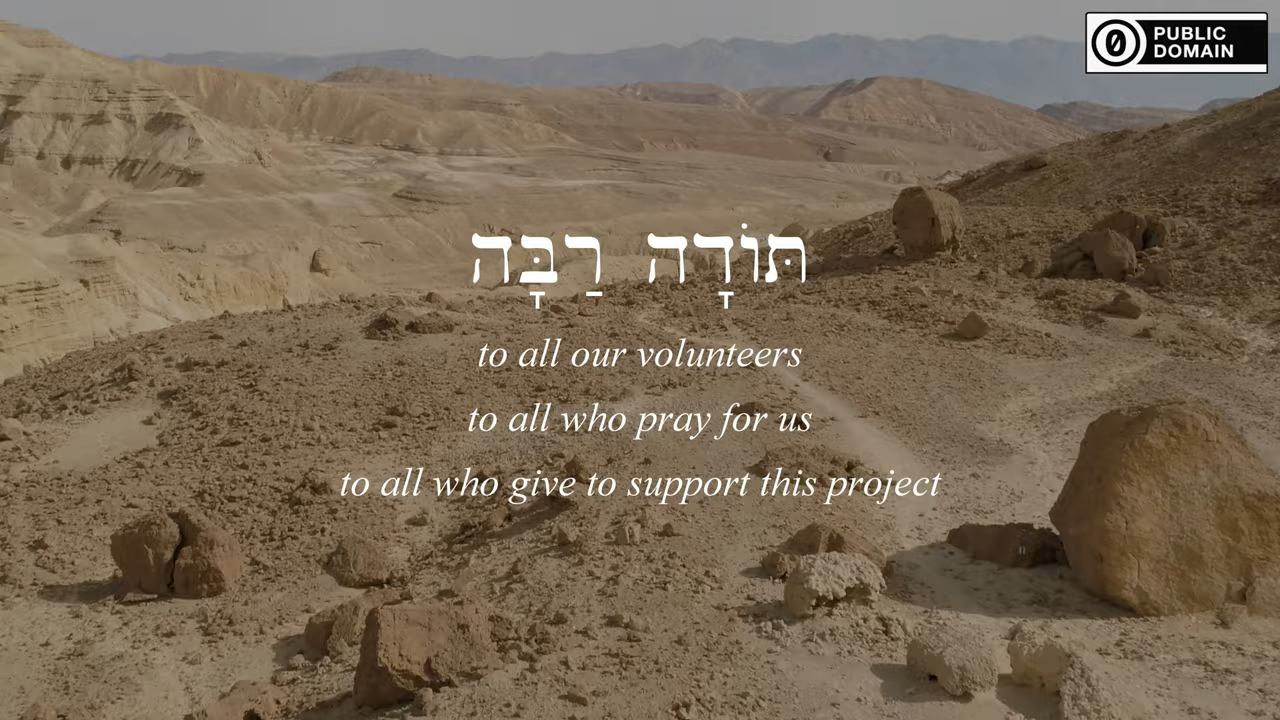 PUBLIC
DOMAIN
תּוֹדָה רַבָּה
to all our volunteers
to all who pray for us
to all who give to support this project